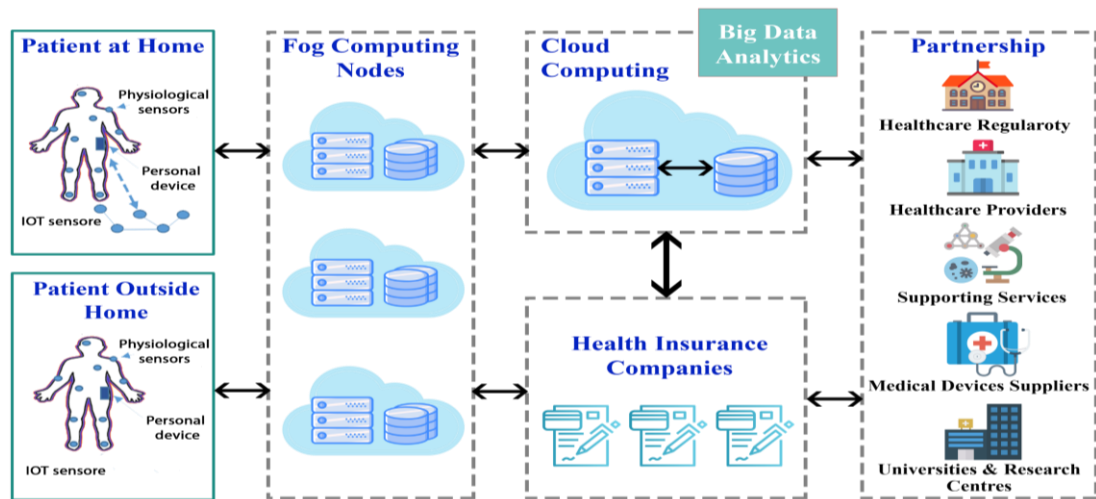 Patient at Home
Physiological
sensors
Personal
device
IOT sensore
Patient Outside
Home
Physiological
sensors
Personal
device
IOT sensore
Fog Computing
Nodes
Cloud
Computing
Big Data
Analytics
Health Insurance
Companies
Partnership
Healthcare Regularoty
Healthcare Providers
Supporting Services
Medical Devices Suppliers
Universities & Research
Centres